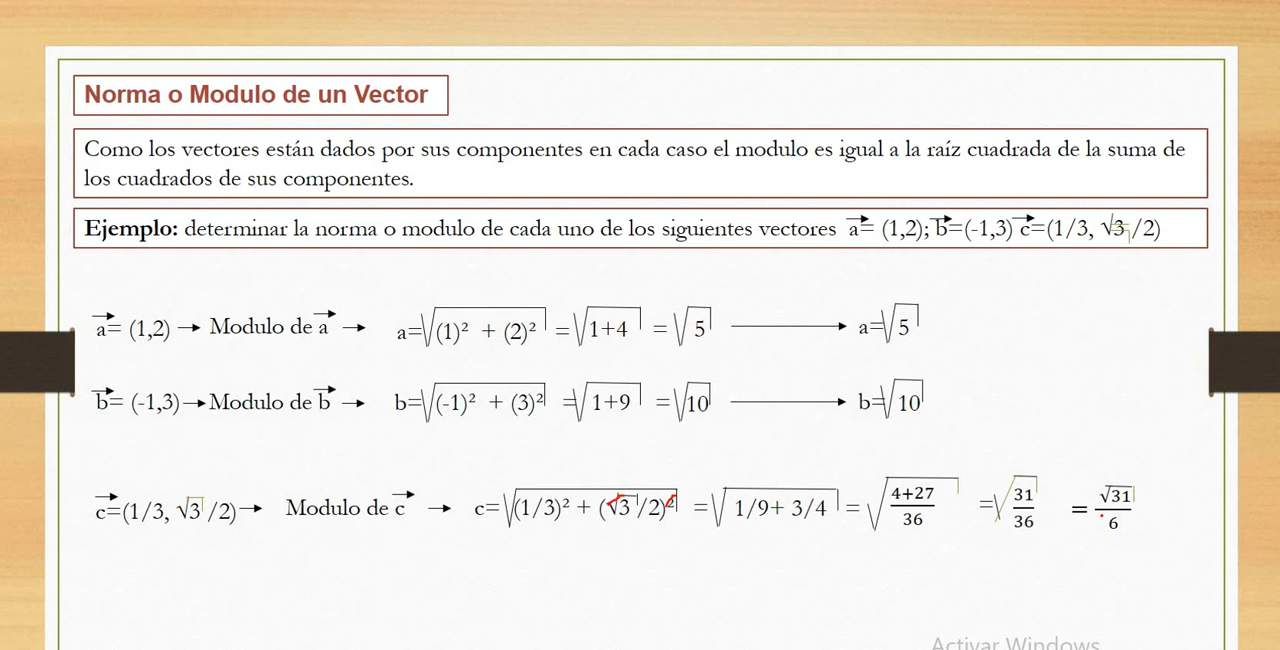 Norma o Modulo de un Vector
Como los vectores están dados por sus componentes en cada caso el modulo es igual a la raíz cuadrada de la suma de
los cuadrados de sus componentes.
Ejemplo: determinar la norma o modulo de cada uno de los siguientes vectores a⃗= (1,2); b⃗=(-1,3) c⃗=(1/3, √3 /2)
a⃗= (1,2) → Modulo de a⃗ → a=√(1)² + (2)² = √1+4 = √5 → a=√5
b⃗= (-1,3) → Modulo de b⃗ → b=√(-1)² + (3)² = √1+9 = √10 → b=√10
c⃗=(1/3, √3 /2) → Modulo de c⃗ → c=√(1/3)² + (√3 /2)² = √1/9+ 3/4 = √4+27/36 = √31/36 = √31/6
Activar Windows